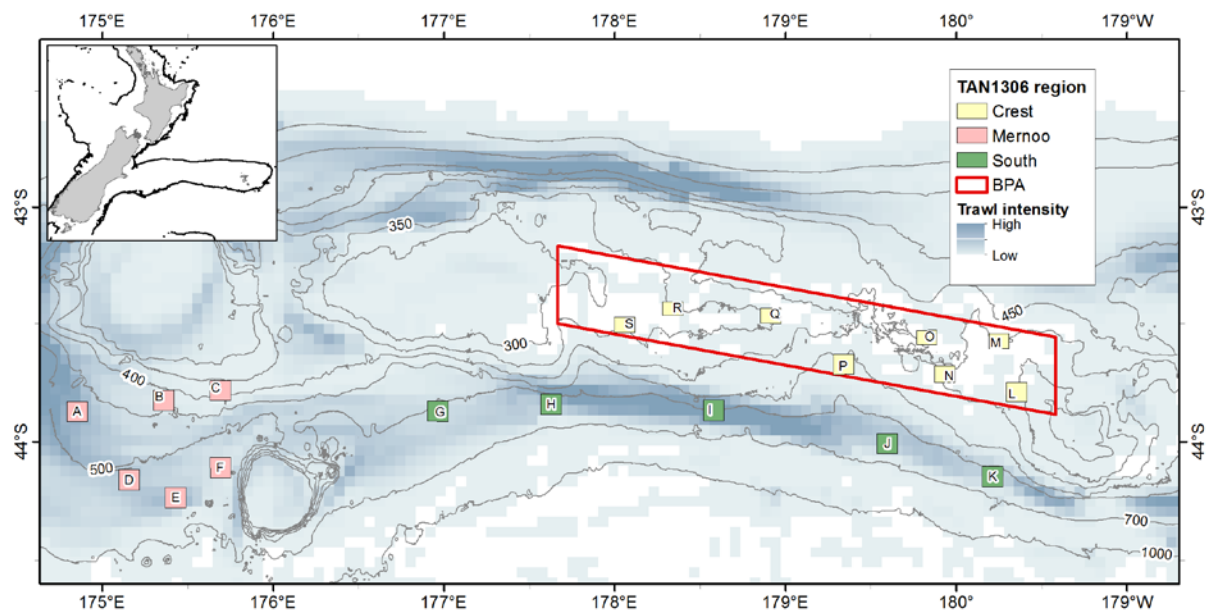 175°E 176°E 177°E 178°E 179°E 180° 179°W
TAN1306 region
Crest
Mernoo
South
BPA
Trawl intensity
High
Low
43°S 43°S
350
450
R
Q
S
O
M
300
P
N
400
C
B
L
A
G
H
I
44°S 44°S
J
500
F
D
K
E
700
1000
175°E 176°E 177°E 178°E 179°E 180° 179°W